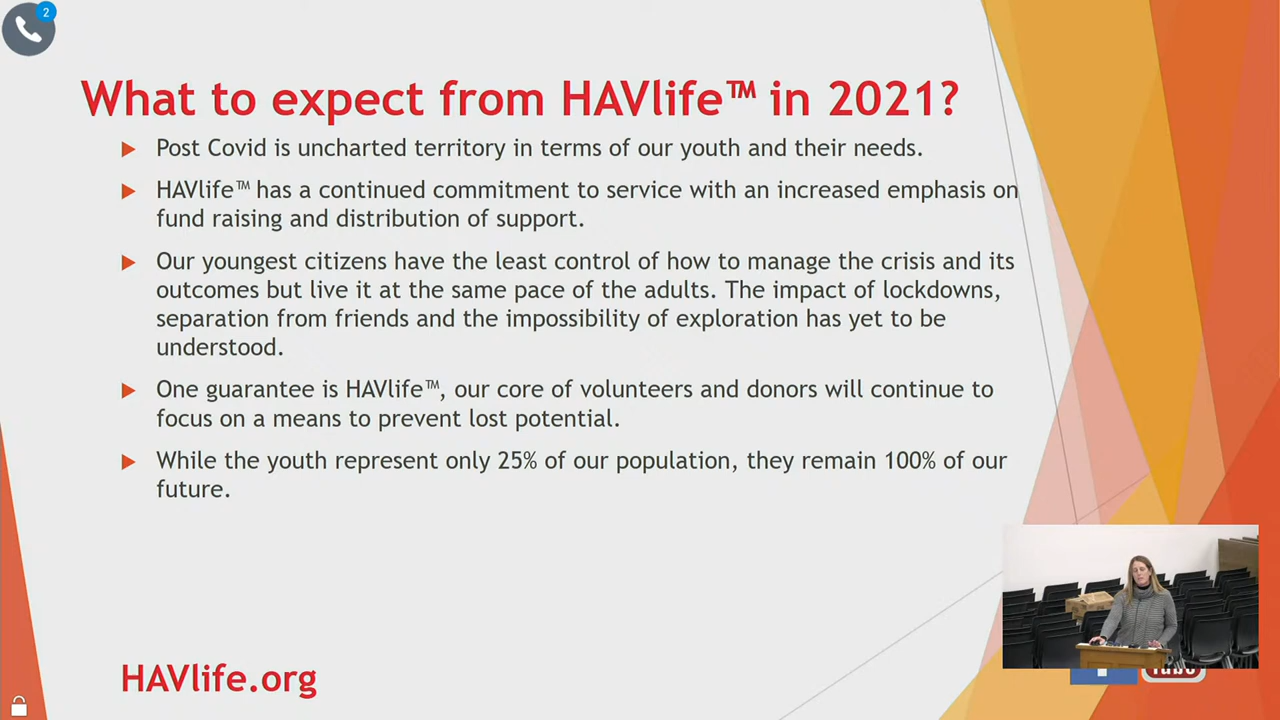 2
What to expect from HAVlife™ in 2021?
Post Covid is uncharted territory in terms of our youth and their needs.
HAVlife™ has a continued commitment to service with an increased emphasis on
fund raising and distribution of support.
Our youngest citizens have the least control of how to manage the crisis and its
outcomes but live it at the same pace of the adults. The impact of lockdowns,
separation from friends and the impossibility of exploration has yet to be
understood.
One guarantee is HAVlife™, our core of volunteers and donors will continue to
focus on a means to prevent lost potential.
While the youth represent only 25% of our population, they remain 100% of our
future.
HAVlife.org